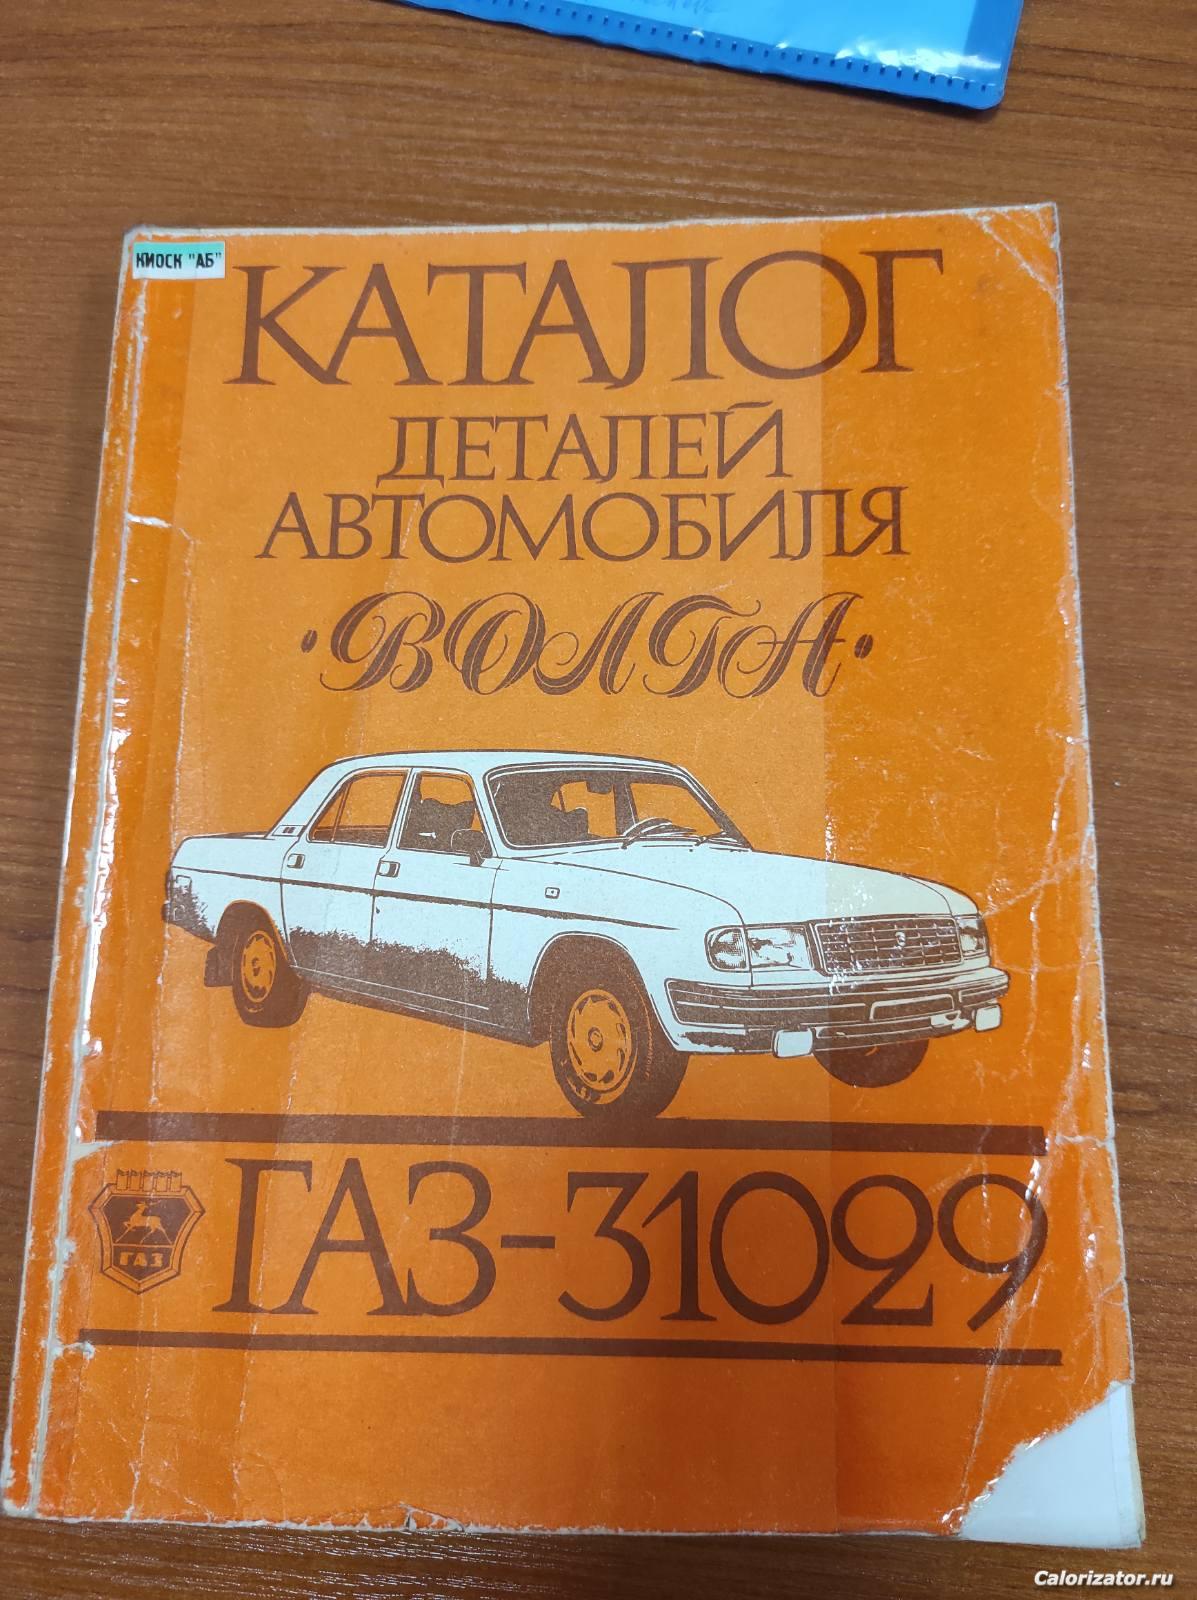 КИОСК "АБ"
КАТАЛОГ
ДЕТАЛЕЙ
АВТОМОБИЛЯ
·ВОЛГА·
ГАЗ
ГАЗ-31029
Calorizator.ru